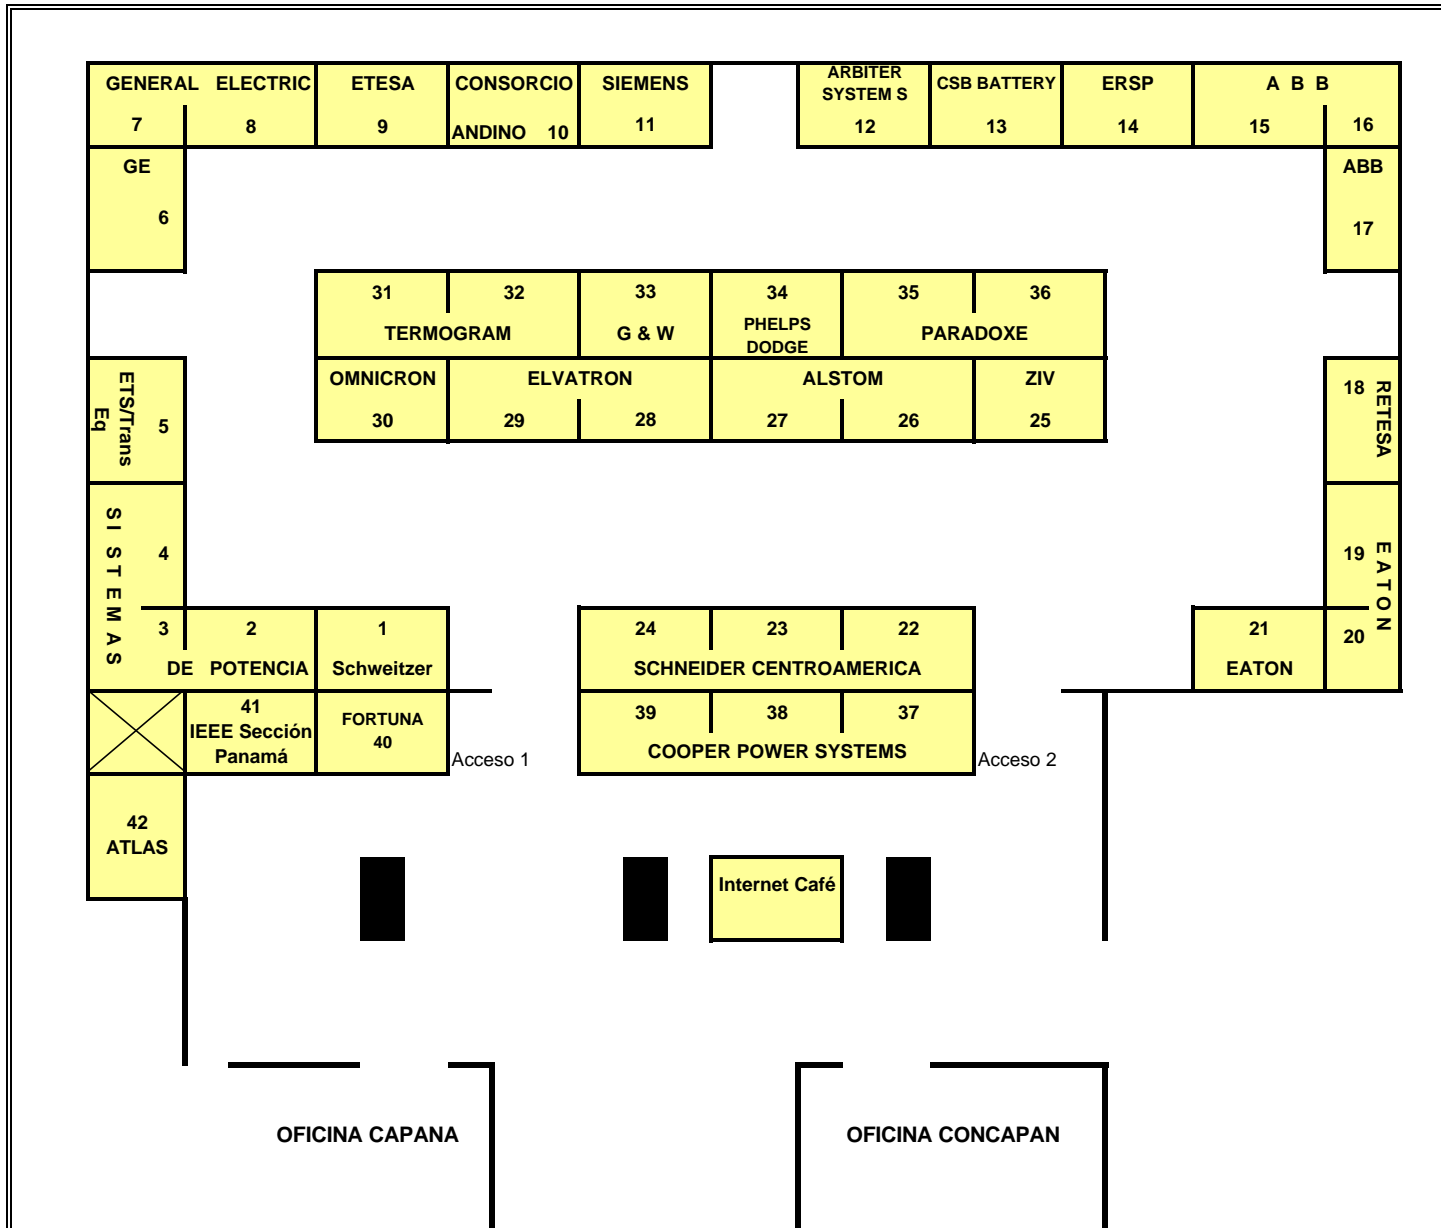 GENERAL ELECTRIC
7 8
ETESA
9
CONSORCIO
ANDINO 10
SIEMENS
11
ARBITER
SYSTEM S
12
CSB BATTERY
13
ERSP
14
A B B
15 16
GE
6
ABB
17
31 32
TERMOGRAM
33
G & W
34
PHELPS
DODGE
35 36
PARADOXE
OMNICRON
30
ELVATRON
29 28
ALSTOM
27 26
ZIV
25
ETS/Trans
Eq
5
18
RETESA
SI STEMAS
4
3 2
DE POTENCIA
1
Schweitzer
24 23 22
SCHNEIDER CENTROAMERICA
19
EATON
20
21
EATON
41
IEEE Sección
Panamá
FORTUNA
40
Acceso 1
39 38 37
COOPER POWER SYSTEMS
Acceso 2
42
ATLAS
Internet Café
OFICINA CAPANA
OFICINA CONCAPAN